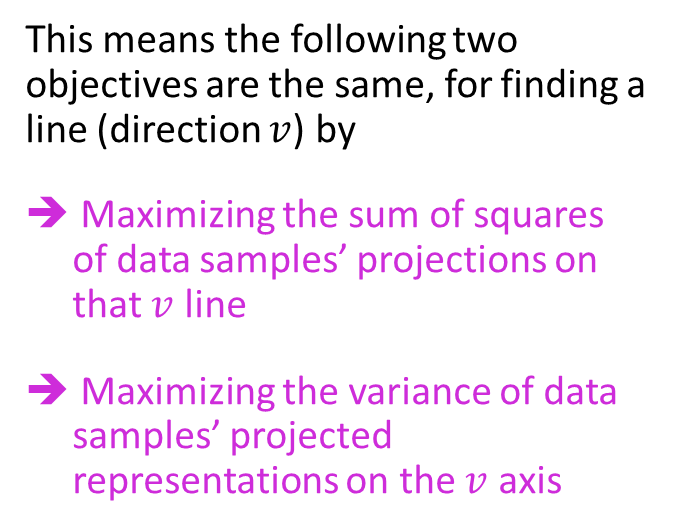 This means the following two
objectives are the same, for finding a
line (direction 𝑣) by
➔ Maximizing the sum of squares
of data samples’ projections on
that 𝑣 line
➔ Maximizing the variance of data
samples’ projected
representations on the 𝑣 axis